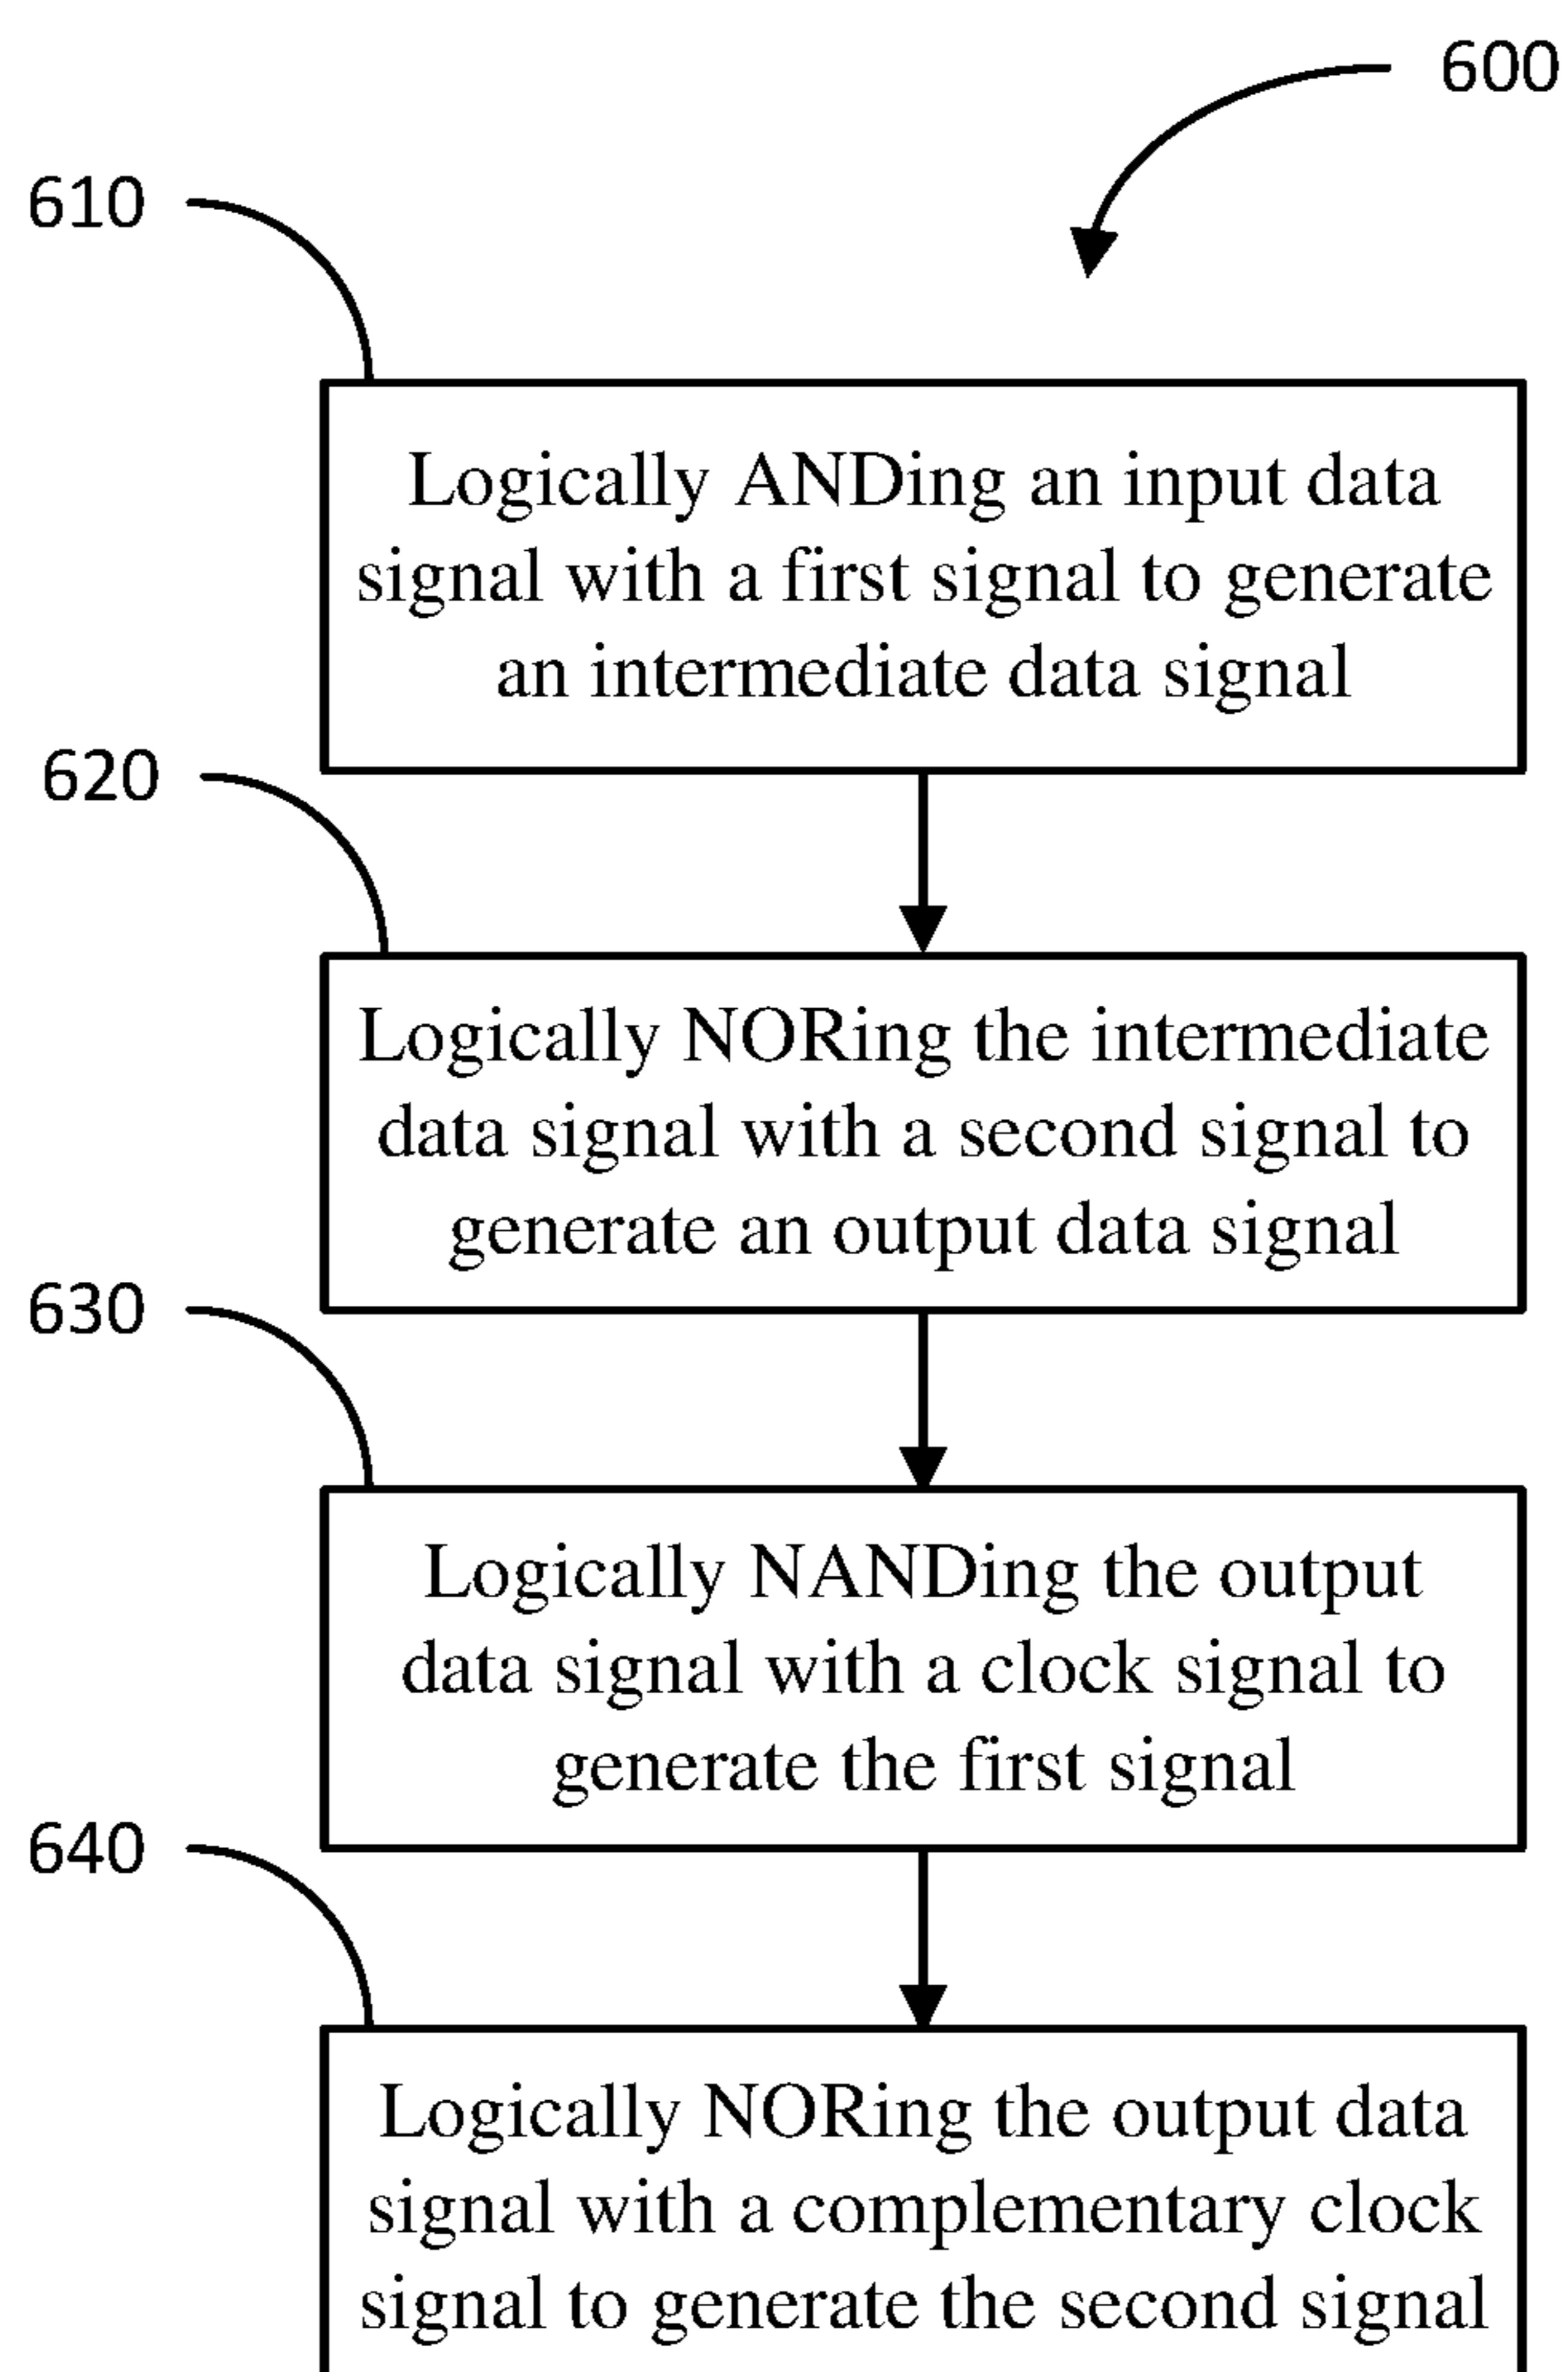 600
610
Logically ANDing an input data
signal with a first signal to generate
an intermediate data signal
620
Logically NORing the intermediate
data signal with a second signal to
generate an output data signal
630
Logically NANDing the output
data signal with a clock signal to
generate the first signal
640
Logically NORing the output data
signal with a complementary clock
signal to generate the second signal